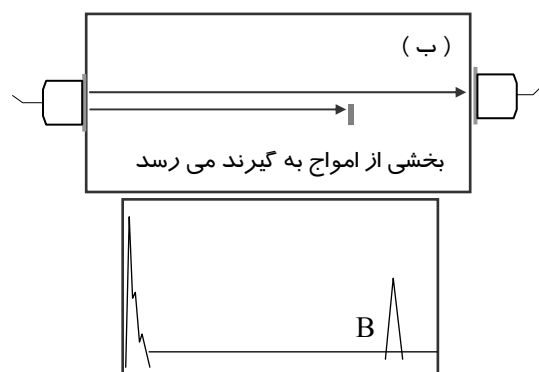 ( ب )
بخشی از امواج به گیرند می رسد
B